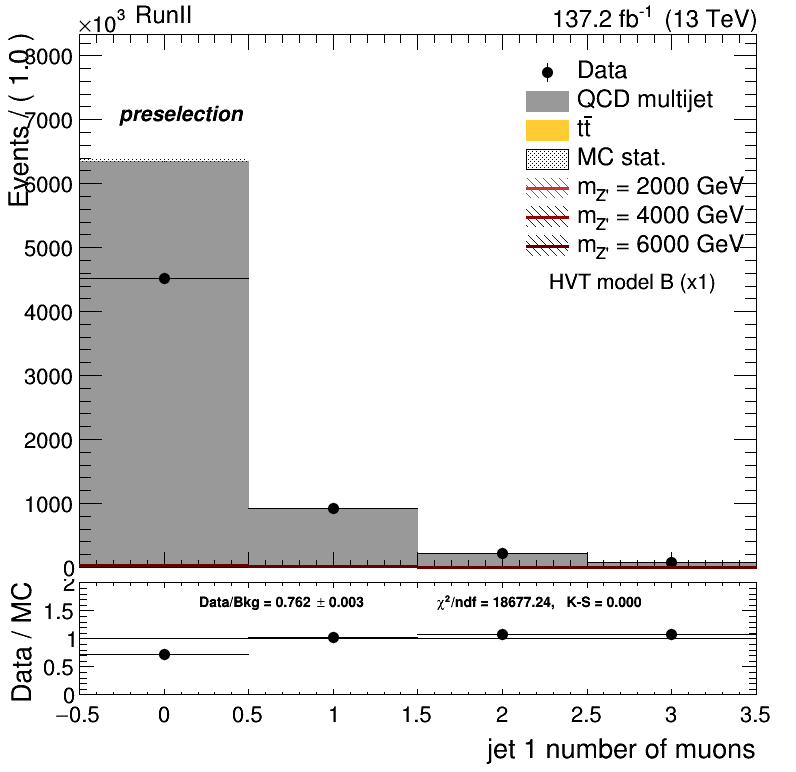 ×10³ RunII 137.2 fb⁻¹ (13 TeV)
Events / ( 1.0 )
8000
7000
6000
5000
4000
3000
2000
1000
0
preselection
Data
QCD multijet
tt̄
MC stat.
m_Z' = 2000 GeV
m_Z' = 4000 GeV
m_Z' = 6000 GeV
HVT model B (x1)
Data / MC
2
1.5
1
0.5
0
Data/Bkg = 0.762 ± 0.003 χ²/ndf = 18677.24, K-S = 0.000
−0.5 0 0.5 1 1.5 2 2.5 3 3.5
jet 1 number of muons